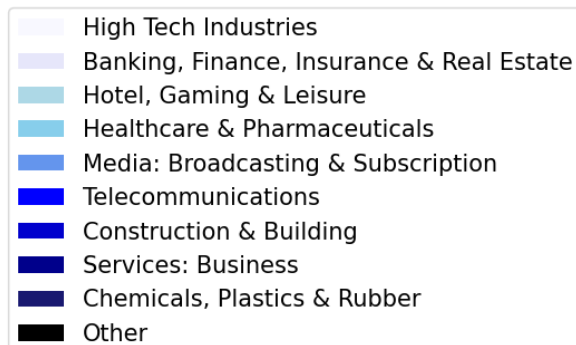 High Tech Industries
Banking, Finance, Insurance & Real Estate
Hotel, Gaming & Leisure
Healthcare & Pharmaceuticals
Media: Broadcasting & Subscription
Telecommunications
Construction & Building
Services: Business
Chemicals, Plastics & Rubber
Other